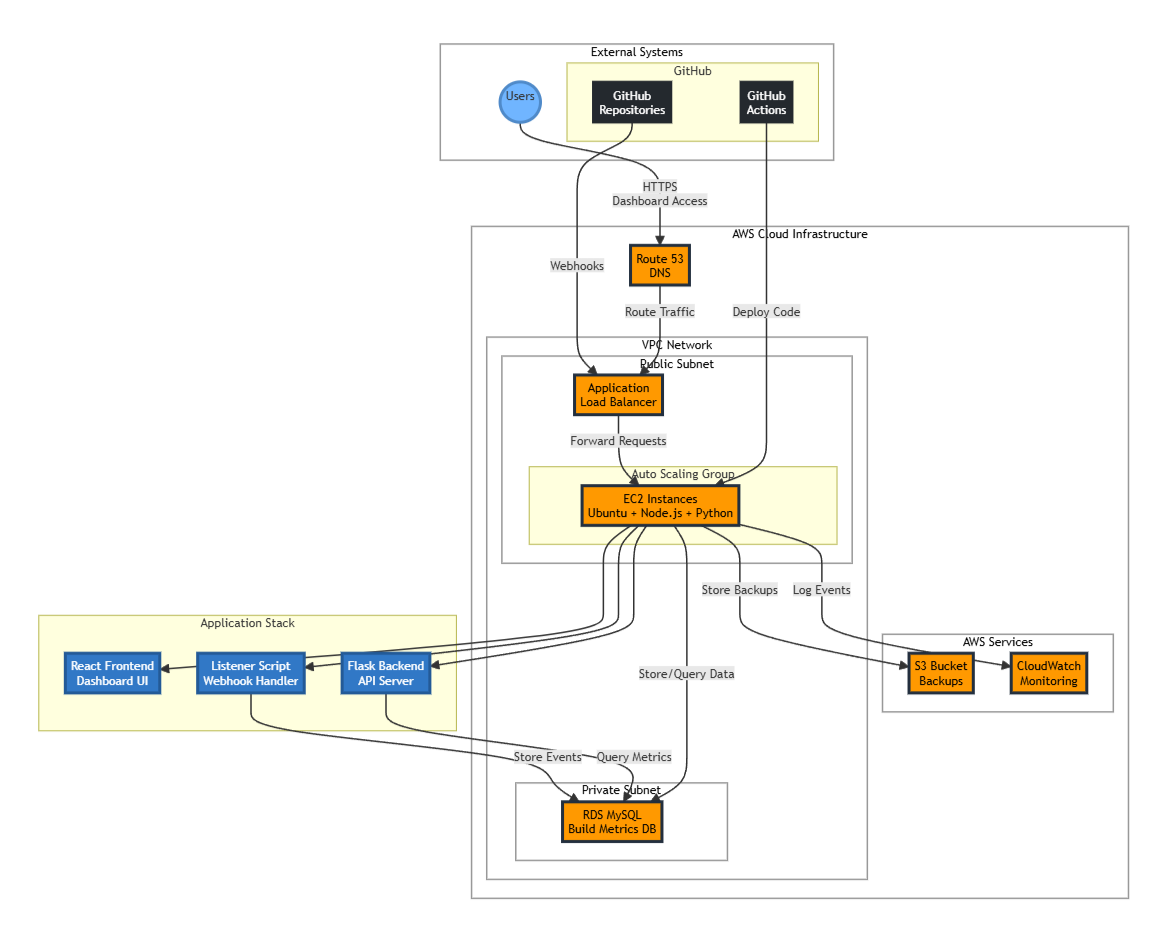 External Systems
GitHub
Users
GitHub
Repositories
GitHub
Actions
HTTPS
Dashboard Access
AWS Cloud Infrastructure
Route 53
DNS
Webhooks
Route Traffic
Deploy Code
VPC Network
Public Subnet
Application
Load Balancer
Forward Requests
Auto Scaling Group
EC2 Instances
Ubuntu + Node.js + Python
Store Backups
Log Events
Application Stack
React Frontend
Dashboard UI
Listener Script
Webhook Handler
Flask Backend
API Server
AWS Services
S3 Bucket
Backups
CloudWatch
Monitoring
Store/Query Data
Store Events
Query Metrics
Private Subnet
RDS MySQL
Build Metrics DB